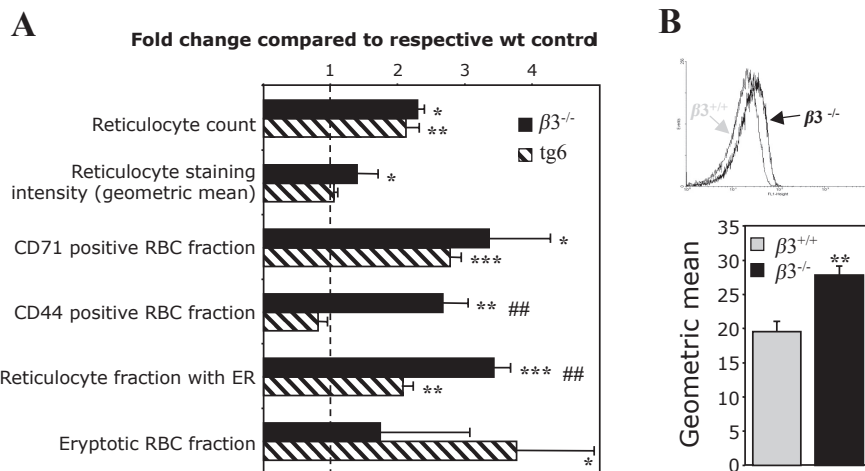 A
Fold change compared to respective wt control
1 2 3 4
Reticulocyte count
*
**
β3-/-
tg6
Reticulocyte staining
intensity (geometric mean)
*
CD71 positive RBC fraction
*
***
CD44 positive RBC fraction
** ##
Reticulocyte fraction with ER
*** ##
**
Eryptotic RBC fraction
*
B
β3+/+
β3-/-
Geometric mean
35
30
25
20
15
10
5
0
β3+/+
β3-/-
**